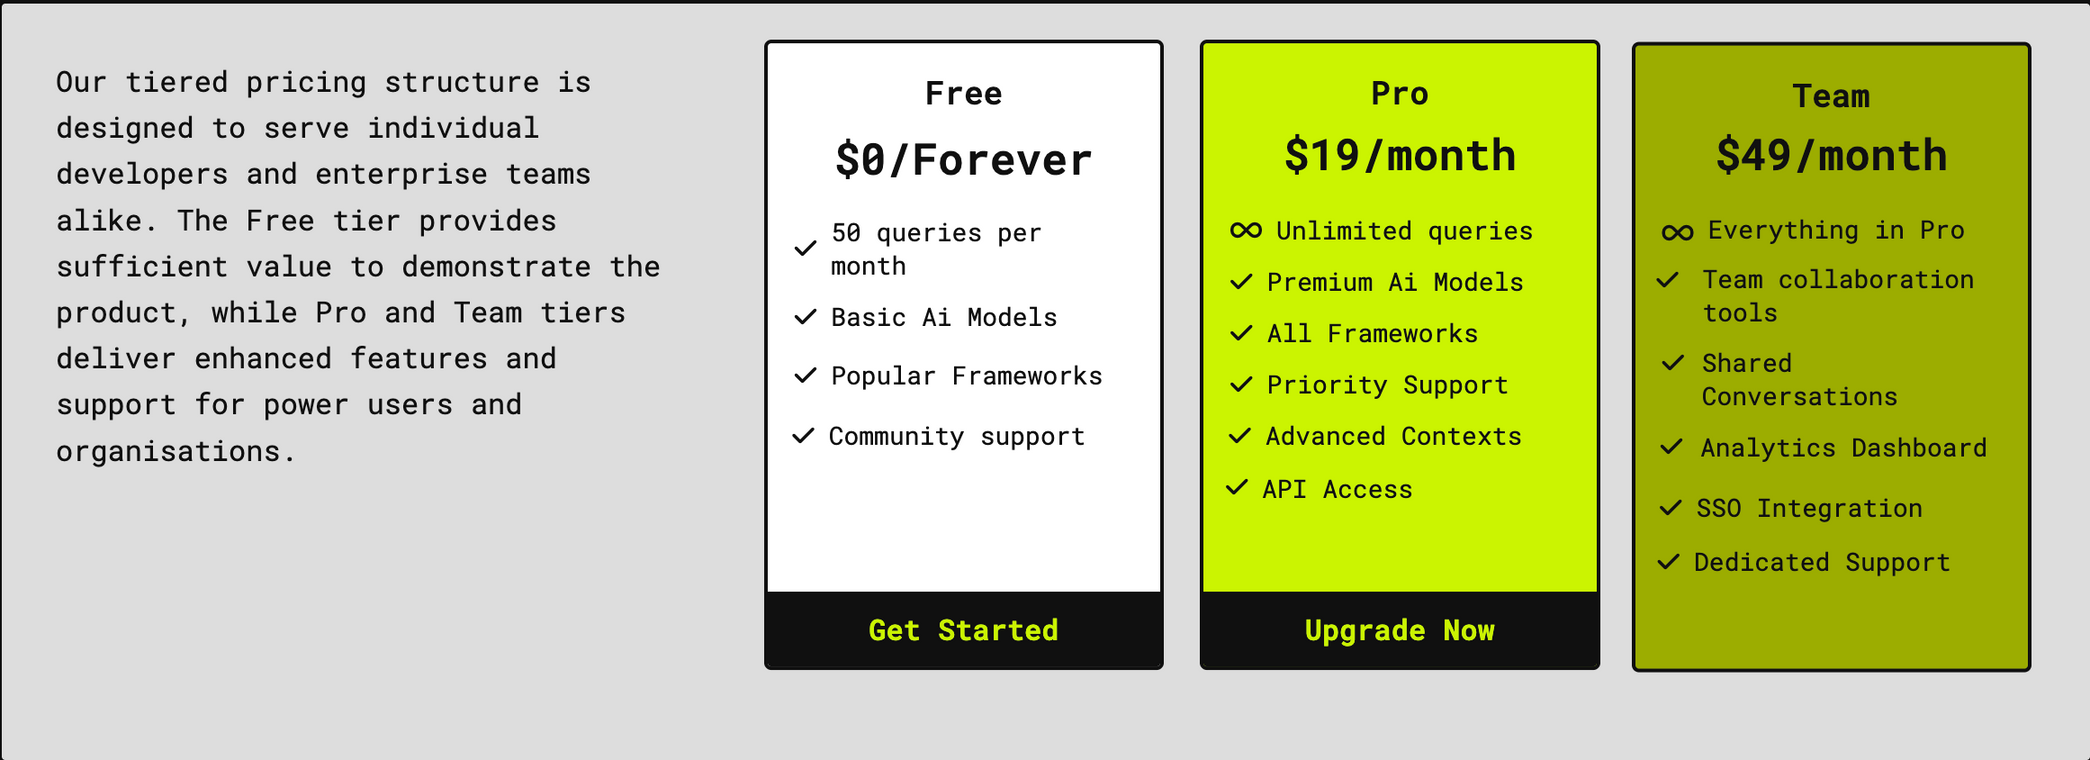 Our tiered pricing structure is
designed to serve individual
developers and enterprise teams
alike. The Free tier provides
sufficient value to demonstrate the
product, while Pro and Team tiers
deliver enhanced features and
support for power users and
organisations.
Free
$0/Forever
50 queries per
month
Basic Ai Models
Popular Frameworks
Community support
Get Started
Pro
$19/month
Unlimited queries
Premium Ai Models
All Frameworks
Priority Support
Advanced Contexts
API Access
Upgrade Now
Team
$49/month
Everything in Pro
Team collaboration
tools
Shared
Conversations
Analytics Dashboard
SSO Integration
Dedicated Support